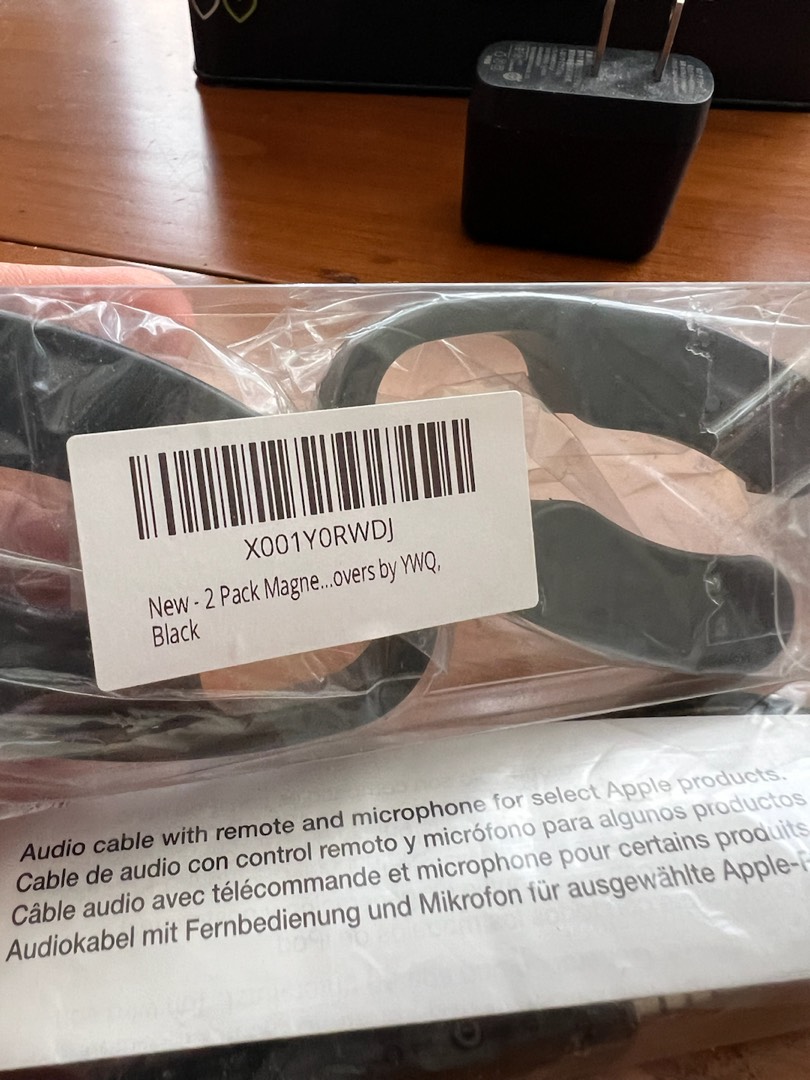 X001Y0RWDJ
New - 2 Pack Magne...overs by YWQ,
Black
Audio cable with remote and microphone for select Apple products.
Cable de audio con control remoto y micrófono para algunos productos
Câble audio avec télécommande et microphone pour certains produits
Audiokabel mit Fernbedienung und Mikrofon für ausgewählte Apple-